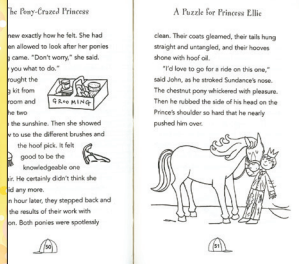 The Pony-Crazed Princess
new exactly how he felt. She had
en allowed to look after her ponies
g came. "Don't worry," she said.
you what to do."
rought the
g kit from
room and
GROOMING
he two
the sunshine. Then she showed
w to use the different brushes and
the hoof pick. It felt
good to be the
knowledgeable one
ir. He certainly didn't think she
id any more.
n hour later, they stepped back and
the results of their work with
on. Both ponies were spotlessly
50
A Puzzle for Princess Ellie
clean. Their coats gleamed, their tails hung
straight and untangled, and their hooves
shone with hoof oil.
"I'd love to go for a ride on this one,"
said John, as he stroked Sundance's nose.
The chestnut pony whickered with pleasure.
Then he rubbed the side of his head on the
Prince's shoulder so hard that he nearly
pushed him over.
51